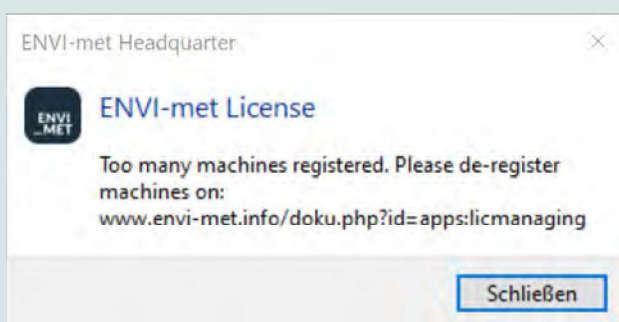 ENVI-met Headquarter
ENVI
_MET
ENVI-met License
Too many machines registered. Please de-register
machines on:
www.envi-met.info/doku.php?id=apps:licmanaging
Schließen